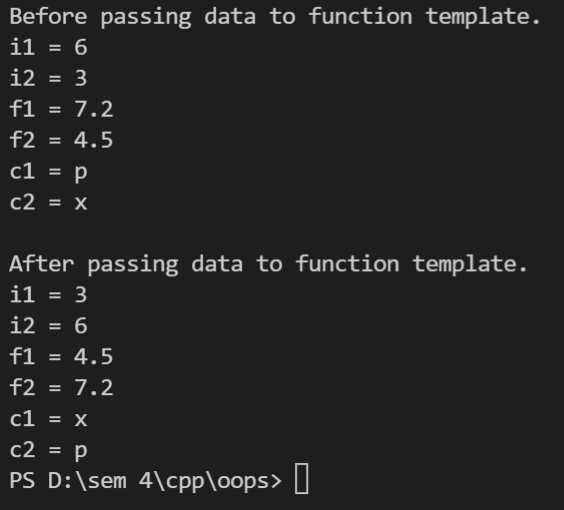 Before passing data to function template.
i1 = 6
i2 = 3
f1 = 7.2
f2 = 4.5
c1 = p
c2 = x

After passing data to function template.
i1 = 3
i2 = 6
f1 = 4.5
f2 = 7.2
c1 = x
c2 = p
PS D:\sem 4\cpp\oops>